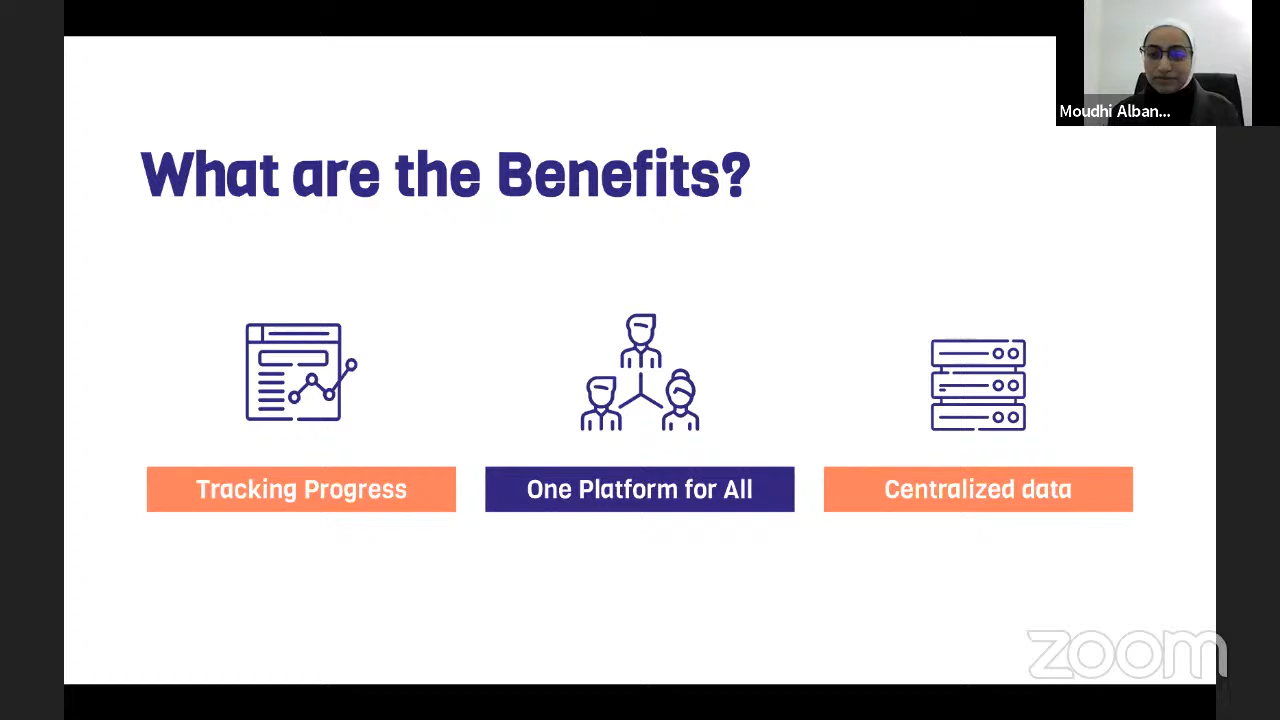 Moudhi Alban...
What are the Benefits?
Tracking Progress
One Platform for All
Centralized data
zoom